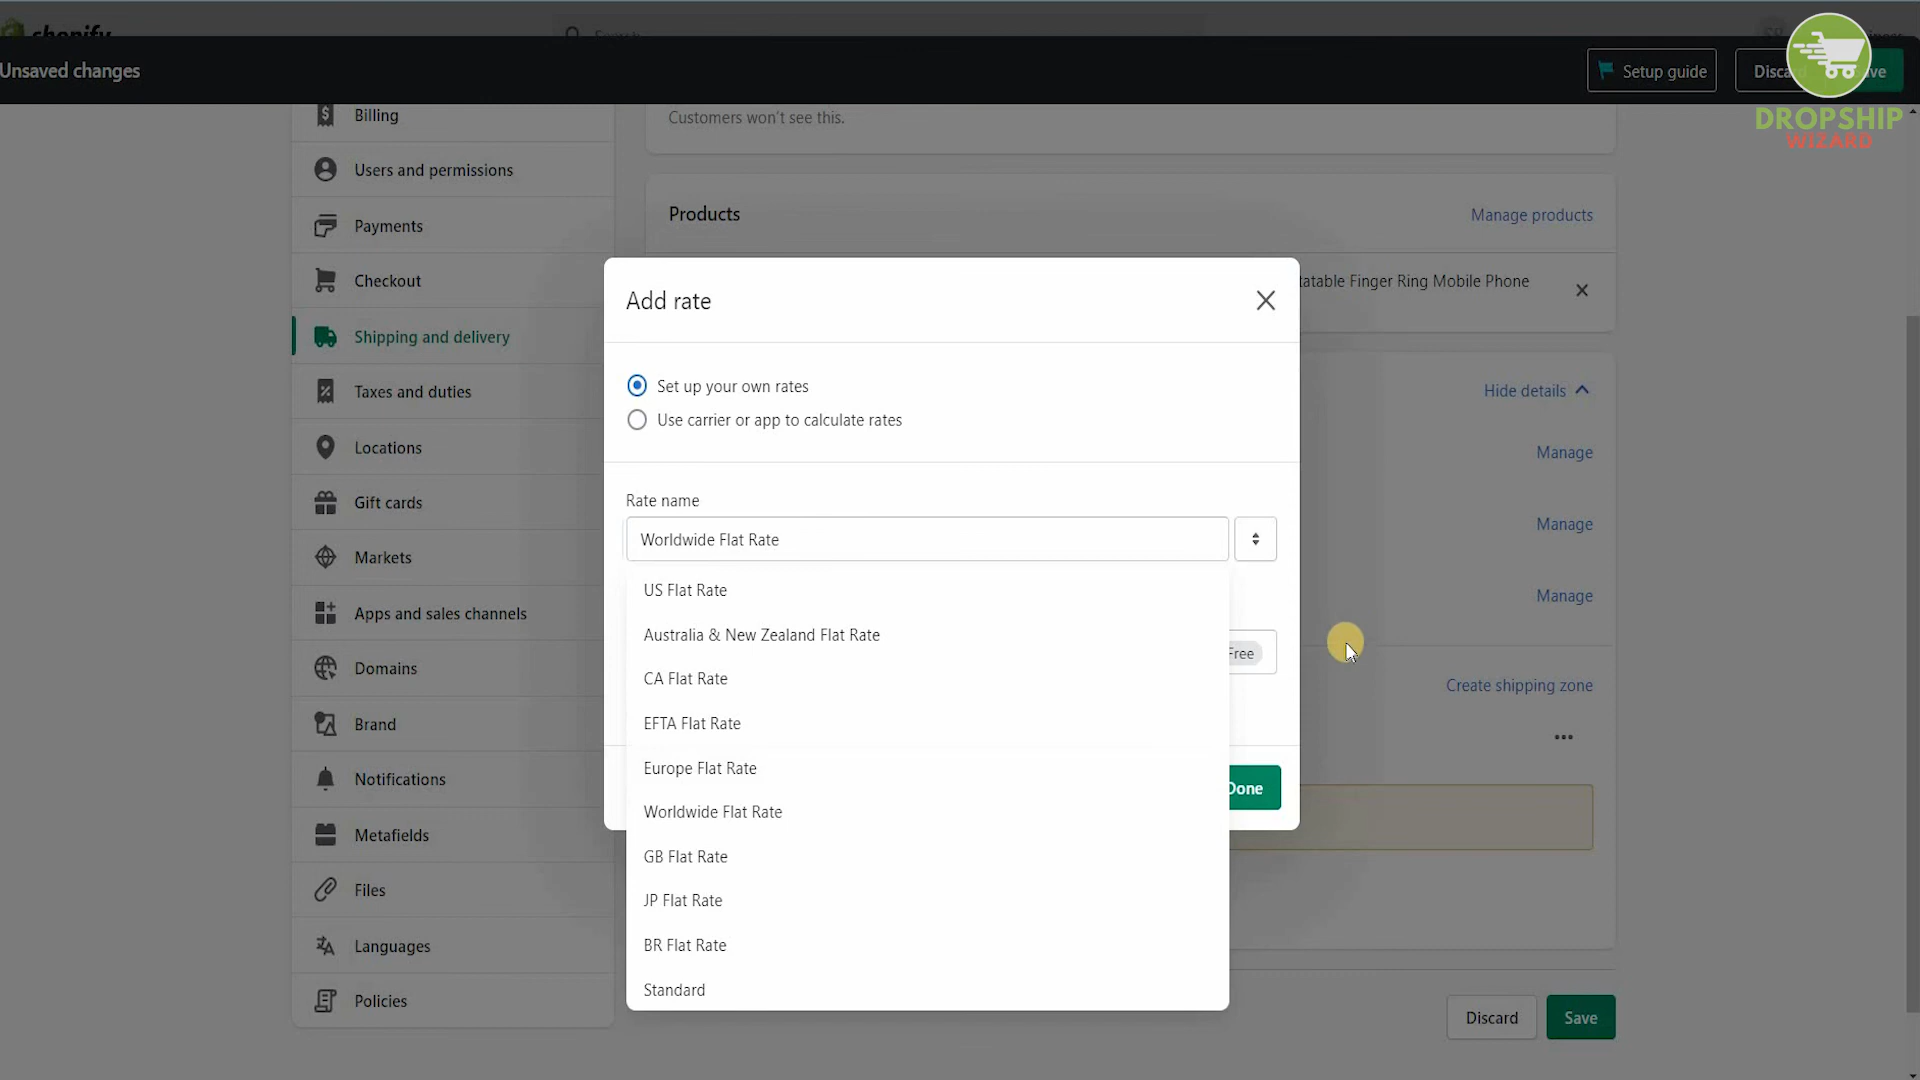 shopify
Search
Unsaved changes
Setup guide
DROPSHIP
WIZARD
Billing
Users and permissions
Payments
Checkout
Shipping and delivery
Taxes and duties
Locations
Gift cards
Markets
Apps and sales channels
Domains
Brand
Notifications
Metafields
Files
Languages
Policies
Customers won't see this.
Products
Manage products
Finger Ring Mobile Phone
Hide details
Manage
Manage
Manage
Create shipping zone
Add rate
Set up your own rates
Use carrier or app to calculate rates
Rate name
Worldwide Flat Rate
US Flat Rate
Australia & New Zealand Flat Rate
CA Flat Rate
EFTA Flat Rate
Europe Flat Rate
Worldwide Flat Rate
GB Flat Rate
JP Flat Rate
BR Flat Rate
Standard
Free
Done
Discard
Save